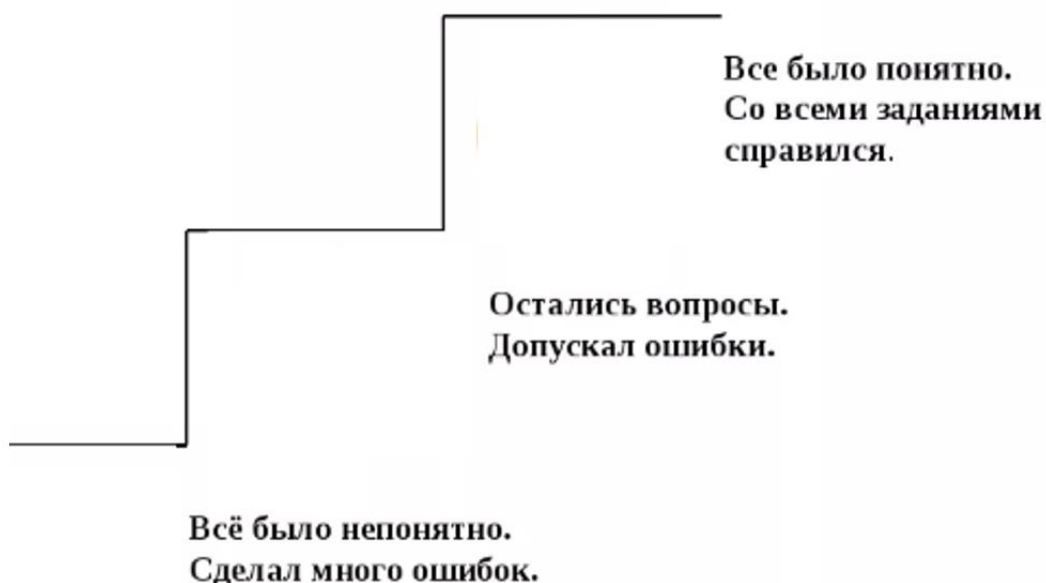 Все было понятно.
Со всеми заданиями
справился.
Остались вопросы.
Допускал ошибки.
Всё было непонятно.
Сделал много ошибок.